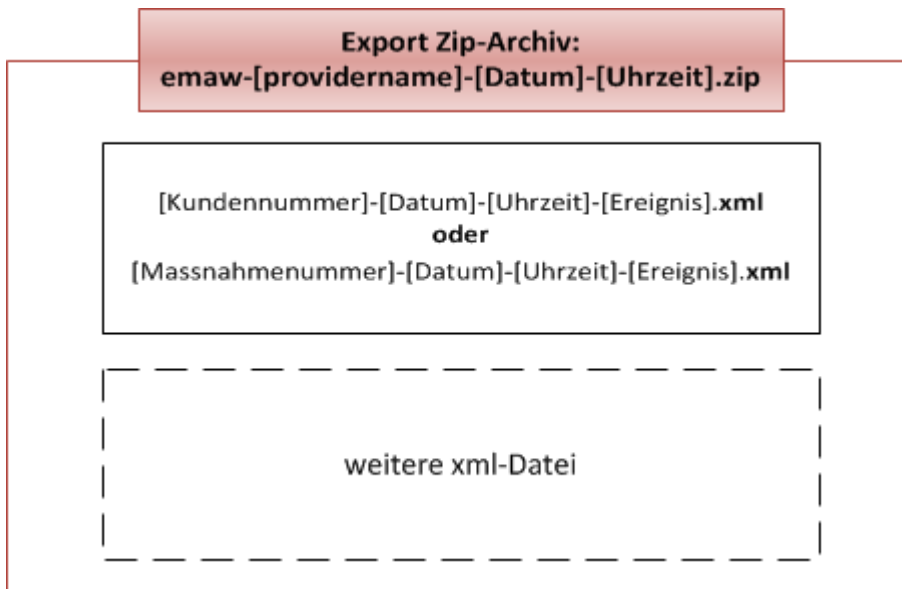 Export Zip-Archiv:
emaw-[providername]-[Datum]-[Uhrzeit].zip
[Kundennummer]-[Datum]-[Uhrzeit]-[Ereignis].xml
oder
[Massnahmenummer]-[Datum]-[Uhrzeit]-[Ereignis].xml
weitere xml-Datei